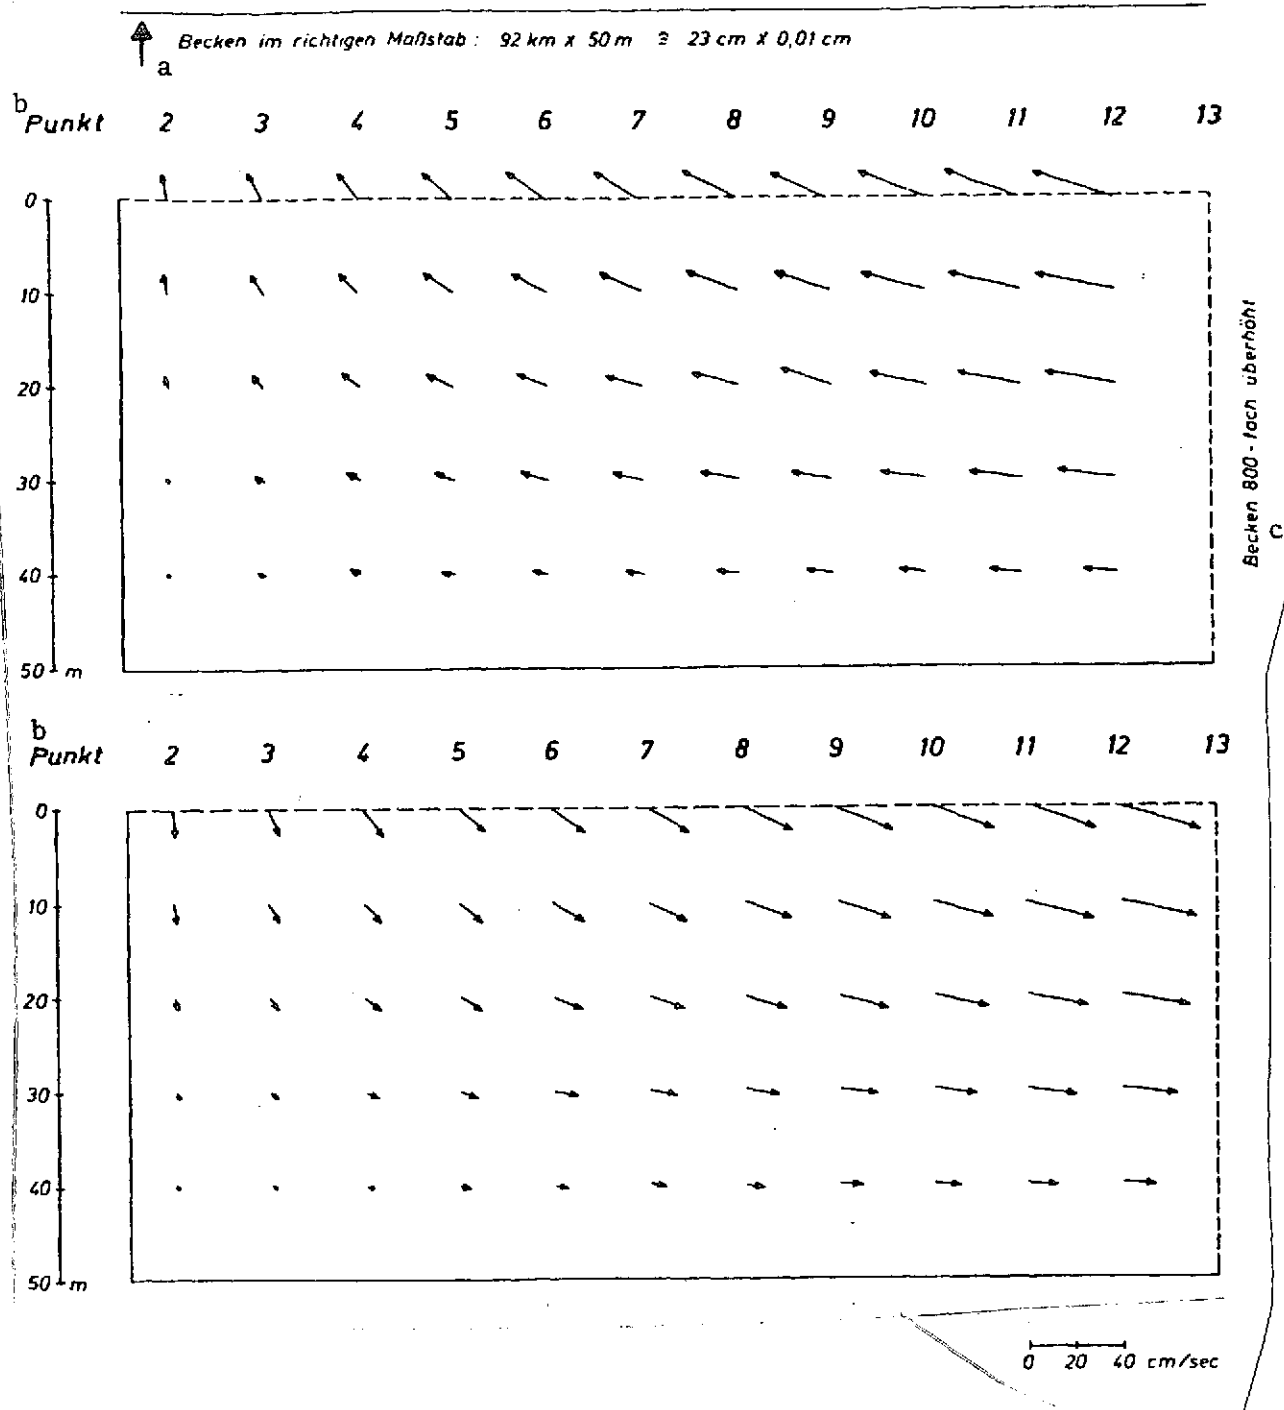 Becken im richtigen Maßstab: 92 km x 50 m ≙ 23 cm x 0,01 cm
a
b
Punkt 2 3 4 5 6 7 8 9 10 11 12 13
0
10
20
30
40
50 m
Becken 800-fach überhöht
c
b
Punkt 2 3 4 5 6 7 8 9 10 11 12 13
0
10
20
30
40
50 m
0 20 40 cm/sec